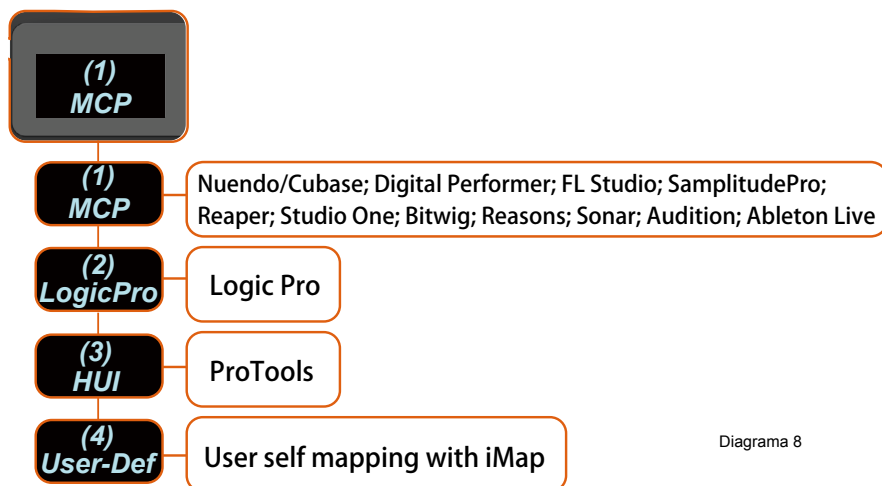 (1)
MCP
(1)
MCP
Nuendo/Cubase; Digital Performer; FL Studio; SamplitudePro;
Reaper; Studio One; Bitwig; Reasons; Sonar; Audition; Ableton Live
(2)
LogicPro
Logic Pro
(3)
HUI
ProTools
(4)
User-Def
User self mapping with iMap
Diagrama 8